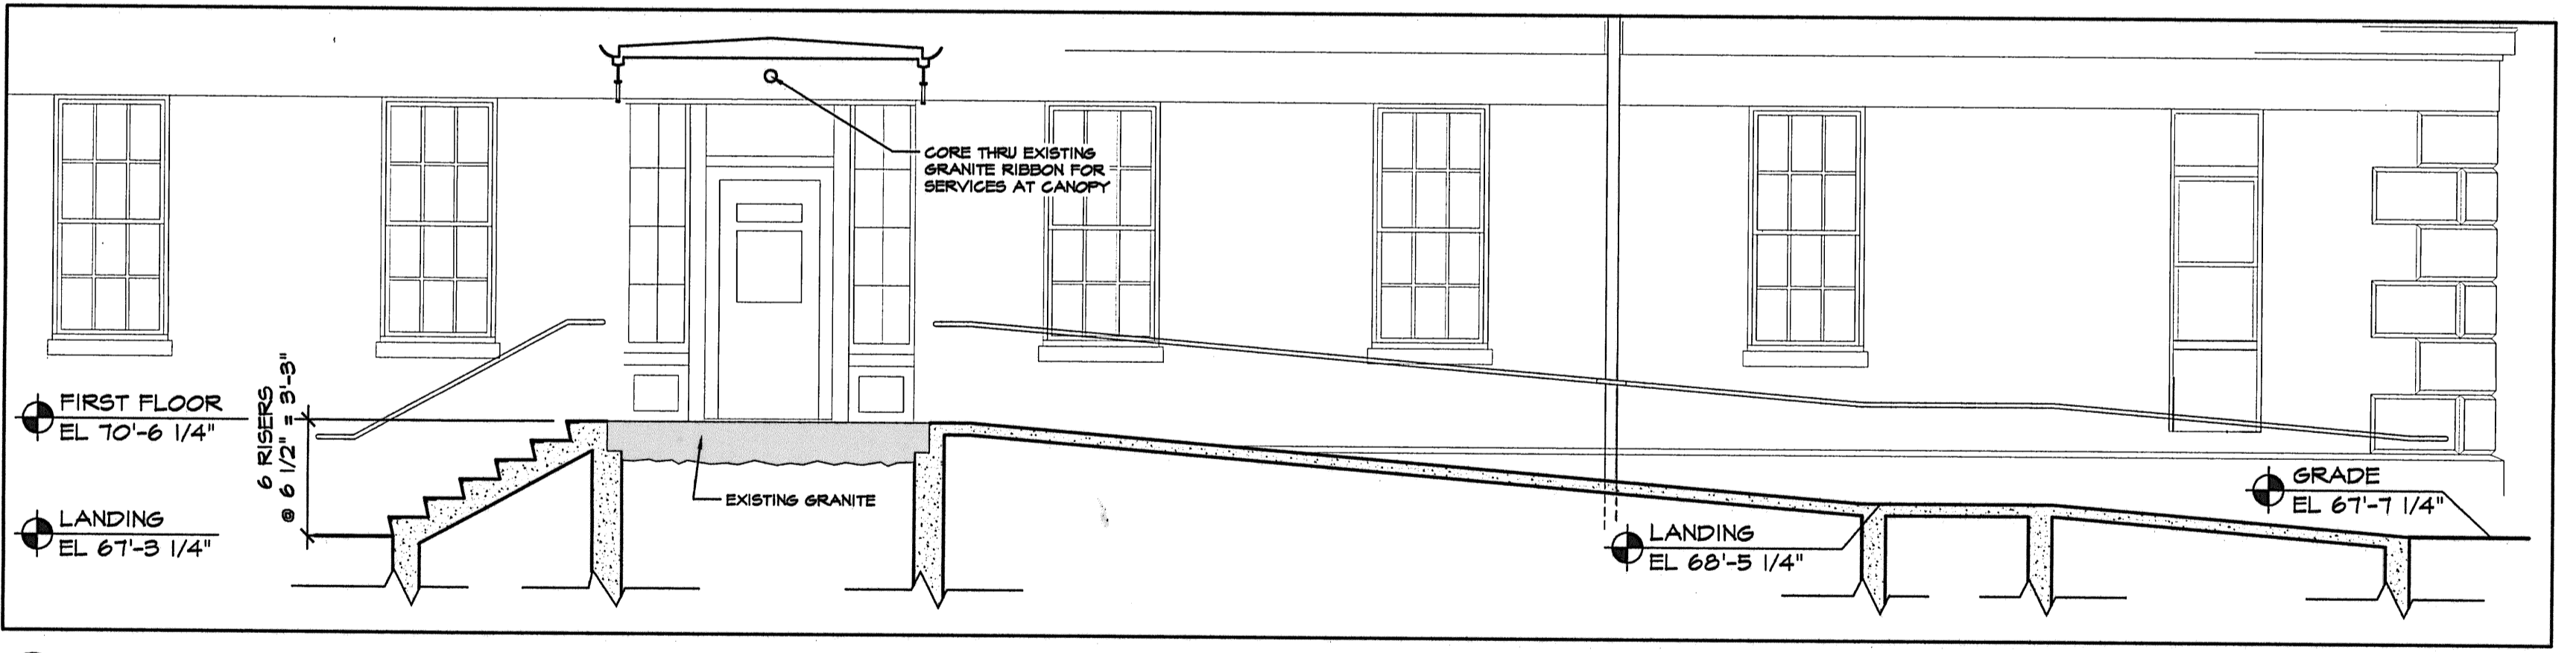 CORE THRU EXISTING
GRANITE RIBBON FOR
SERVICES AT CANOPY
FIRST FLOOR
EL 70'-6 1/4"
6 RISERS
@ 6 1/2" = 3'-3"
LANDING
EL 67'-3 1/4"
EXISTING GRANITE
LANDING
EL 68'-5 1/4"
GRADE
EL 67'-7 1/4"